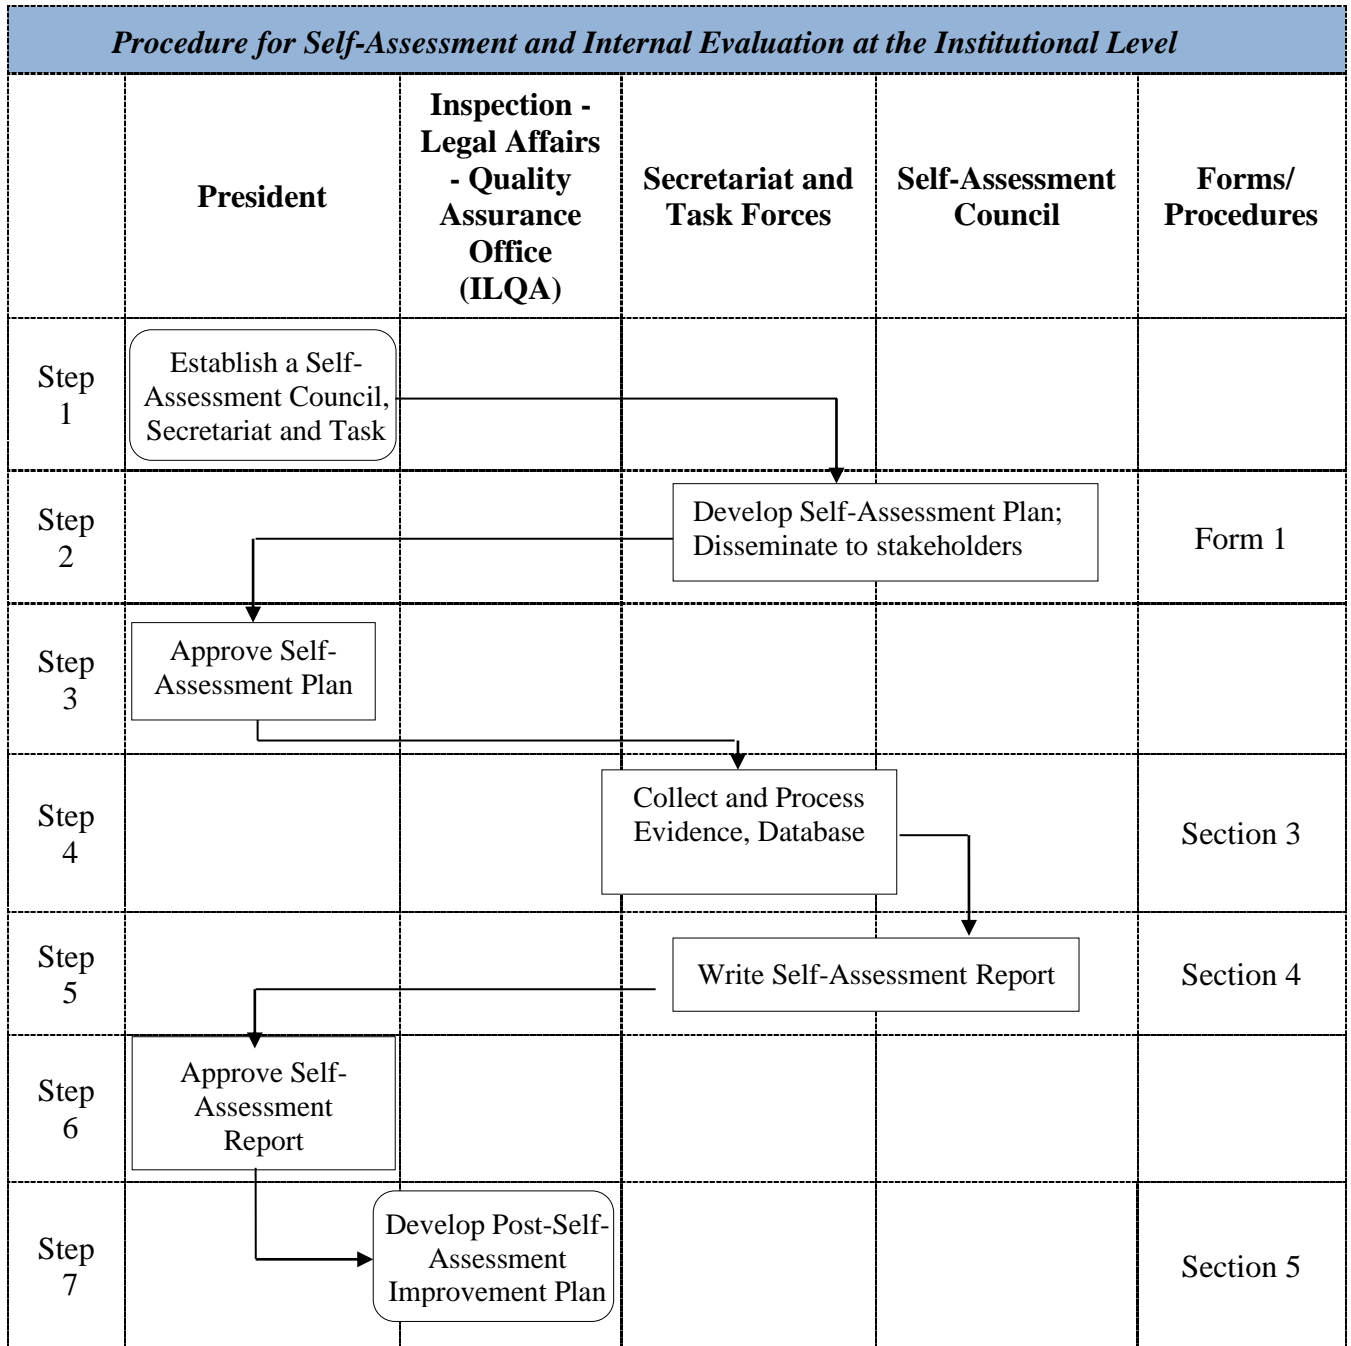 Procedure for Self-Assessment and Internal Evaluation at the Institutional Level
President
Inspection -
Legal Affairs
- Quality
Assurance
Office
(ILQA)
Secretariat and
Task Forces
Self-Assessment
Council
Forms/
Procedures
Step
1
Establish a Self-
Assessment Council,
Secretariat and Task
Step
2
Develop Self-Assessment Plan;
Disseminate to stakeholders
Form 1
Step
3
Approve Self-
Assessment Plan
Step
4
Collect and Process
Evidence, Database
Section 3
Step
5
Write Self-Assessment Report
Section 4
Step
6
Approve Self-
Assessment
Report
Step
7
Develop Post-Self-
Assessment
Improvement Plan
Section 5